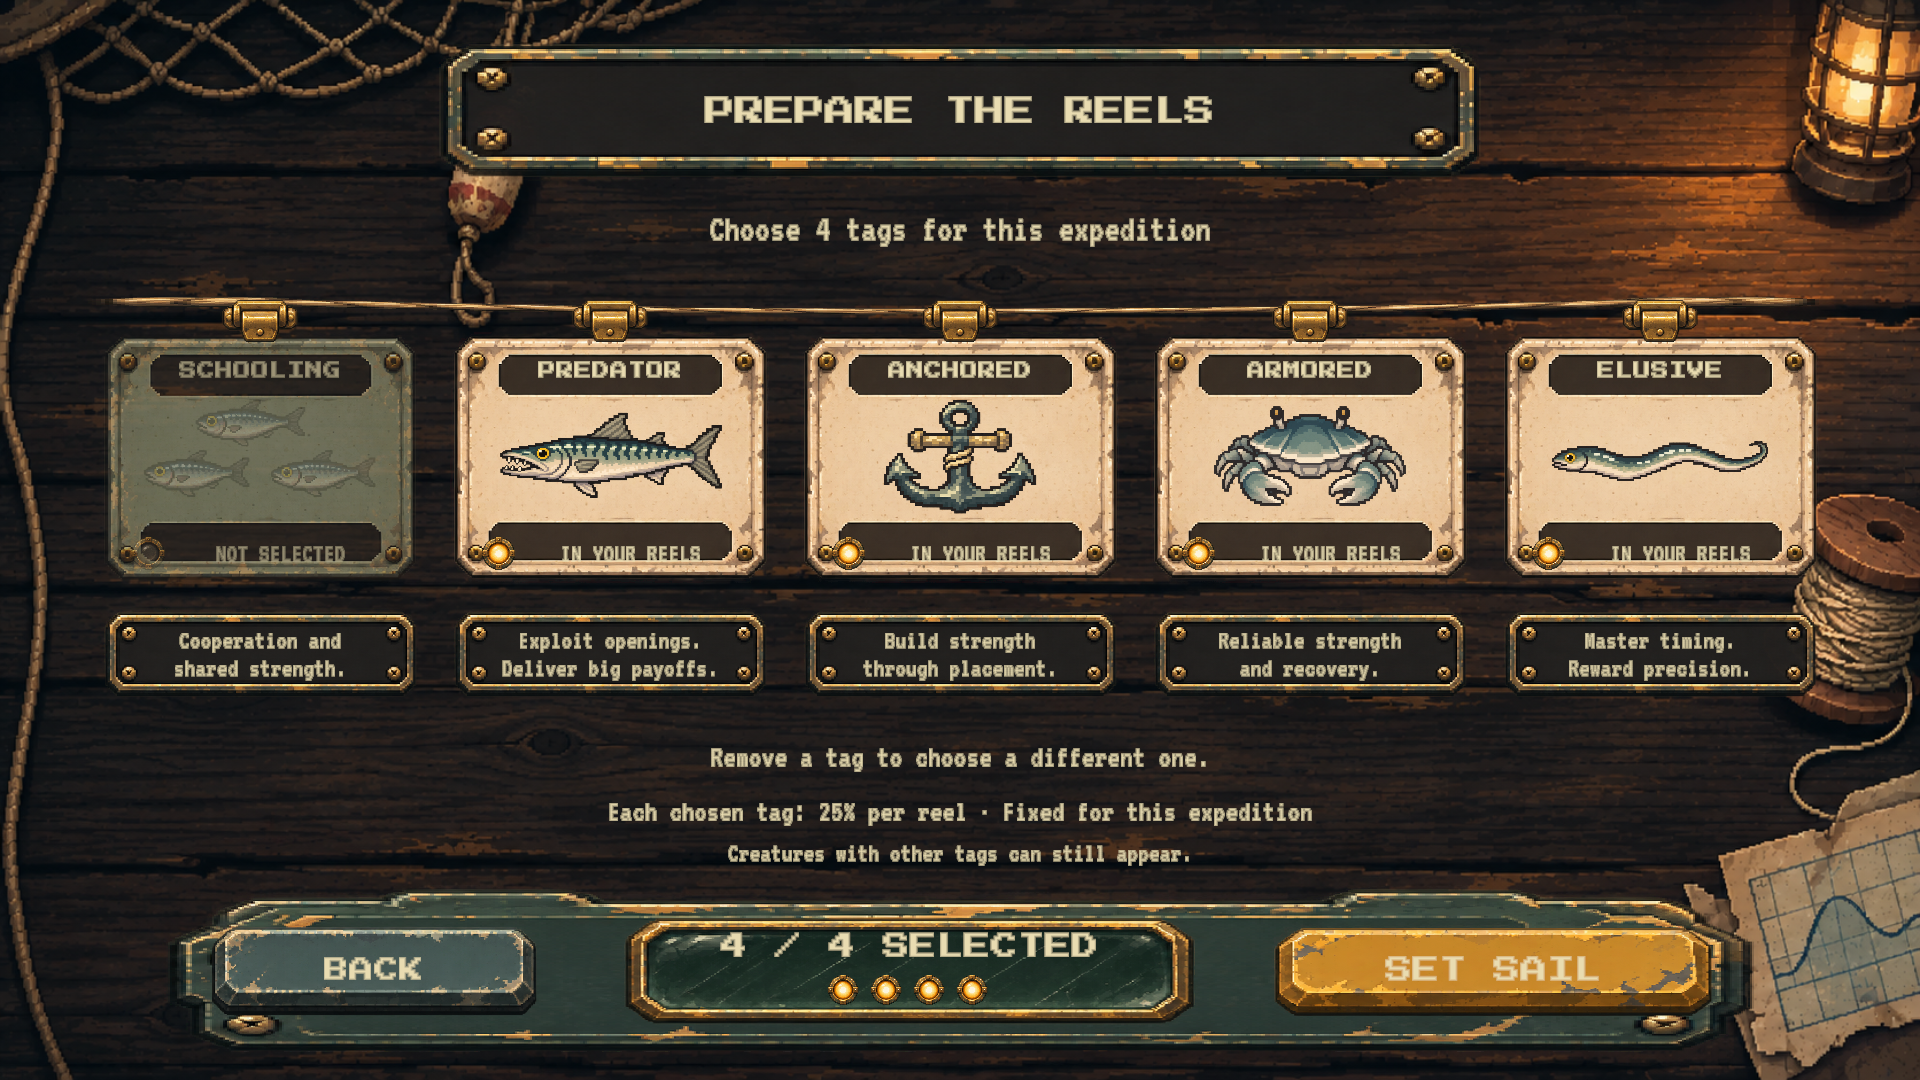 PREPARE THE REELS
Choose 4 tags for this expedition
SCHOOLING
PREDATOR
ANCHORED
ARMORED
ELUSIVE
NOT SELECTED
IN YOUR REELS
IN YOUR REELS
IN YOUR REELS
IN YOUR REELS
Cooperation and
shared strength.
Exploit openings.
Deliver big payoffs.
Build strength
through placement.
Reliable strength
and recovery.
Master timing.
Reward precision.
Remove a tag to choose a different one.
Each chosen tag: 25% per reel · Fixed for this expedition
Creatures with other tags can still appear.
BACK
4 / 4 SELECTED
SET SAIL